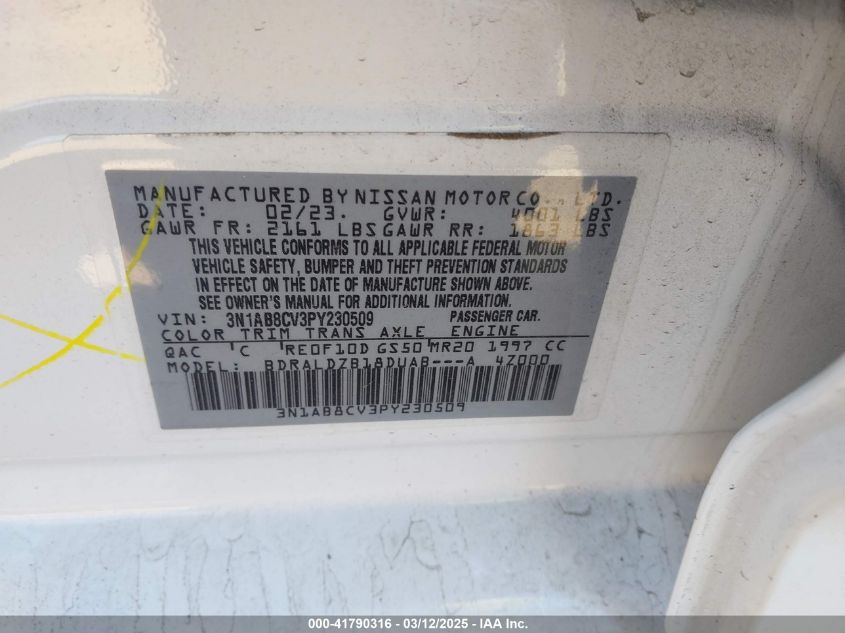 MANUFACTURED BY NISSAN MOTOR CO., LTD.
DATE: 02/23. GVWR: 4001 LBS
GAWR FR: 2161 LBS GAWR RR: 1863 LBS
THIS VEHICLE CONFORMS TO ALL APPLICABLE FEDERAL MOTOR
VEHICLE SAFETY, BUMPER AND THEFT PREVENTION STANDARDS
IN EFFECT ON THE DATE OF MANUFACTURE SHOWN ABOVE.
SEE OWNER'S MANUAL FOR ADDITIONAL INFORMATION.
VIN: 3N1AB8CV3PY230509 PASSENGER CAR.
COLOR TRIM TRANS AXLE ENGINE
QAC 'C RE0F10D GS50 MR20 1997 CC
MODEL: BDRALDZB18DUAB---A 4Z000
3N1AB8CV3PY230509
000-41790316 - 03/12/2025 - IAA Inc.